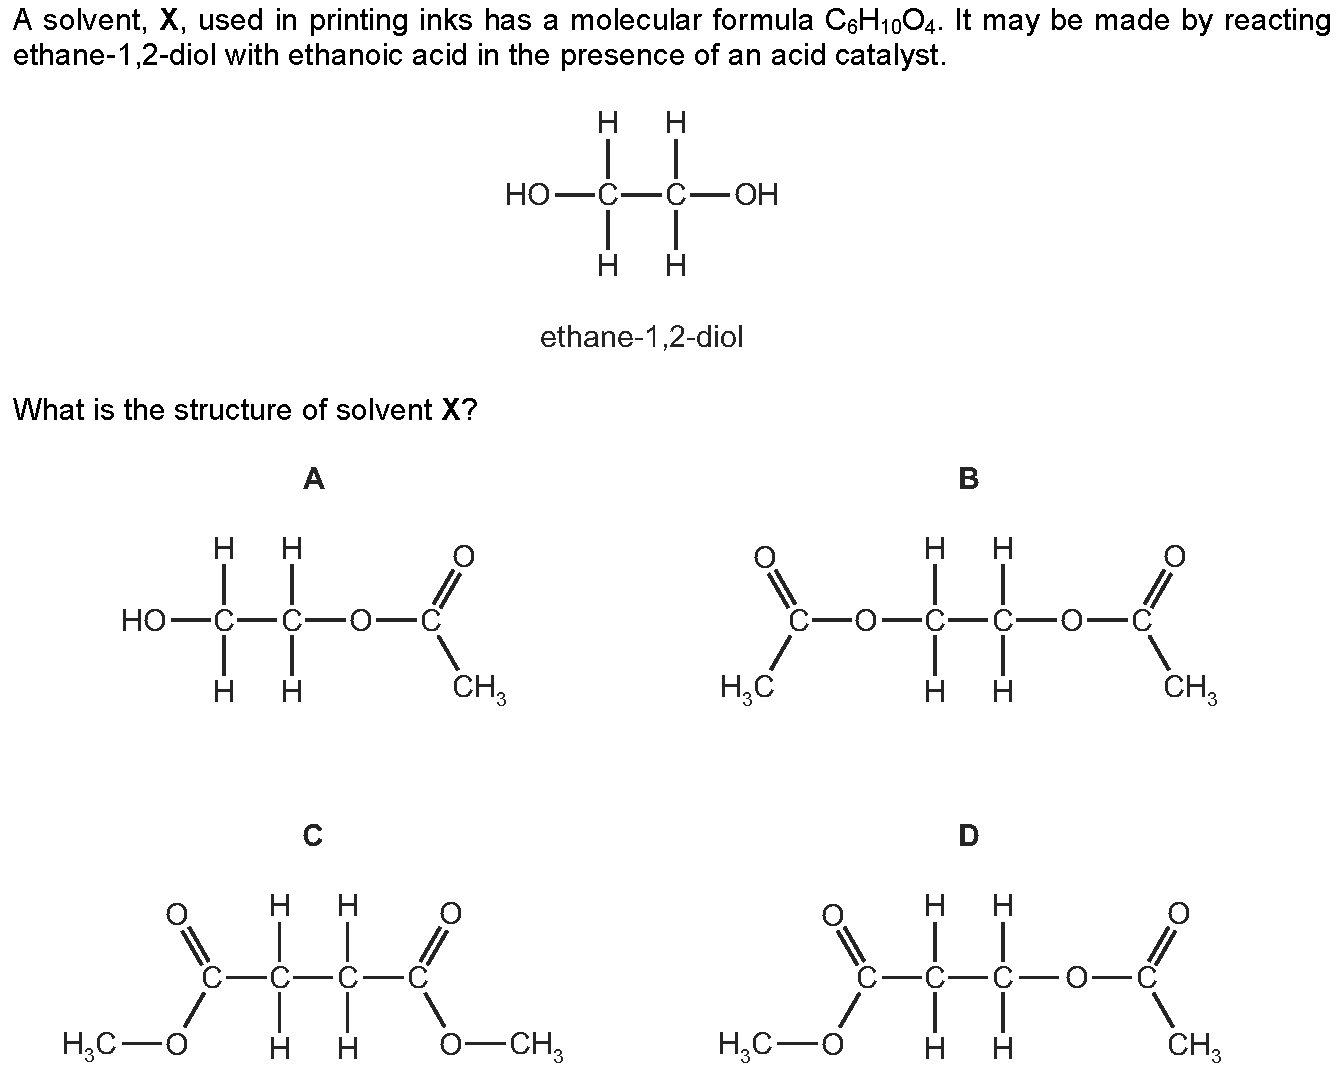 A solvent, X, used in printing inks has a molecular formula C₆H₁₀O₄. It may be made by reacting
ethane-1,2-diol with ethanoic acid in the presence of an acid catalyst.
H H
HO C C OH
H H
ethane-1,2-diol
What is the structure of solvent X?
A B
H H O O H H O
HO C C O C C O C C O C
H H CH₃ H₃C H H CH₃
C D
O H H O O H H O
C C C C C C C O C
H₃C O H H O CH₃ H₃C O H H CH₃